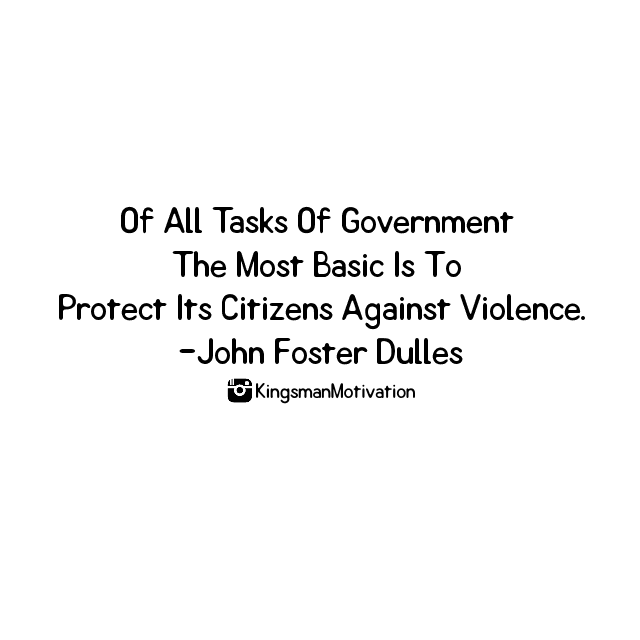 Of All Tasks Of Government
The Most Basic Is To
Protect Its Citizens Against Violence.
-John Foster Dulles
KingsmanMotivation